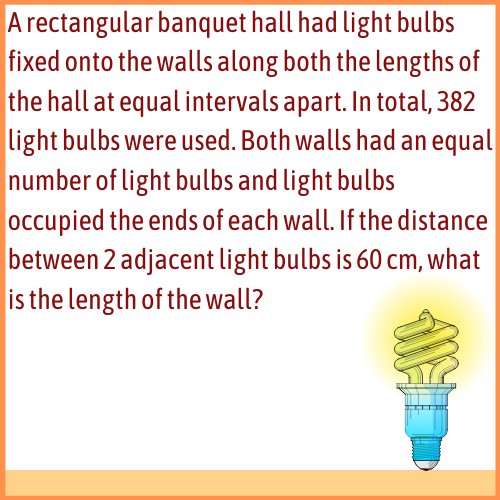 A rectangular banquet hall had light bulbs
fixed onto the walls along both the lengths of
the hall at equal intervals apart. In total, 382
light bulbs were used. Both walls had an equal
number of light bulbs and light bulbs
occupied the ends of each wall. If the distance
between 2 adjacent light bulbs is 60 cm, what
is the length of the wall?